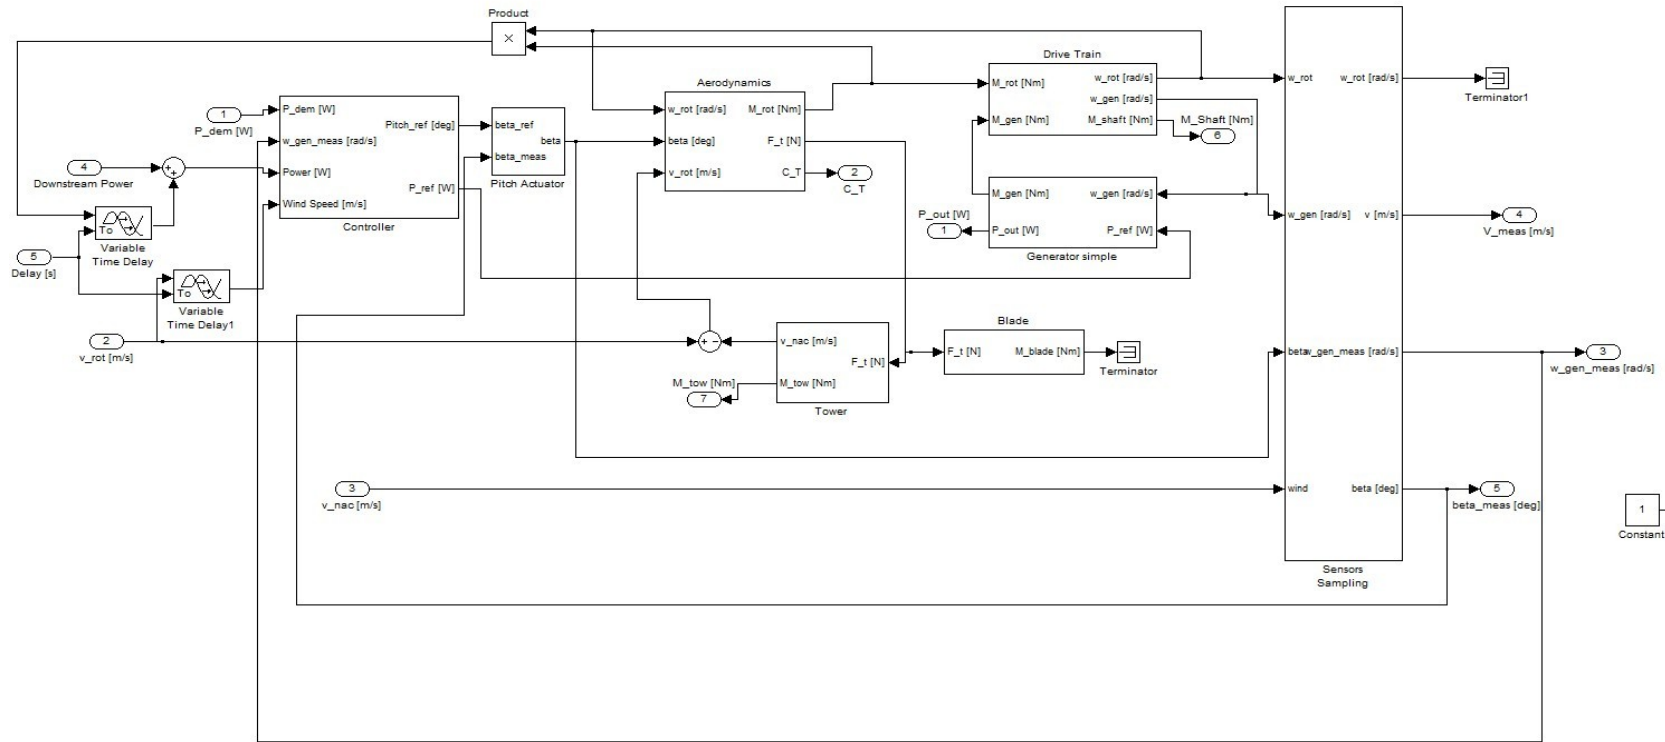 Product
×
Drive Train
Aerodynamics
M_rot [Nm]
w_rot [rad/s]
w_gen [rad/s]
M_gen [Nm]
M_shaft [Nm]
M_Shaft [Nm]
6
w_rot
w_rot [rad/s]
Terminator1
1
P_dem [W]
P_dem [W]
w_gen_meas [rad/s]
Power [W]
Wind Speed [m/s]
Pitch_ref [deg]
P_ref [W]
Controller
beta_ref
beta
beta_meas
Pitch Actuator
w_rot [rad/s]
M_rot [Nm]
beta [deg]
F_t [N]
v_rot [m/s]
C_T
2
C_T
4
Downstream Power
+
+
To
Variable
Time Delay
5
Delay [s]
To
Variable
Time Delay1
M_gen [Nm]
w_gen [rad/s]
P_out [W]
P_ref [W]
Generator simple
P_out [W]
1
w_gen [rad/s]
v [m/s]
4
V_meas [m/s]
2
v_rot [m/s]
+ -
v_nac [m/s]
F_t [N]
M_tow [Nm]
Tower
M_tow [Nm]
7
Blade
F_t [N]
M_blade [Nm]
Terminator
betaw_gen_meas [rad/s]
3
w_gen_meas [rad/s]
3
v_nac [m/s]
wind
beta [deg]
5
beta_meas [deg]
Sensors
Sampling
1
Constant